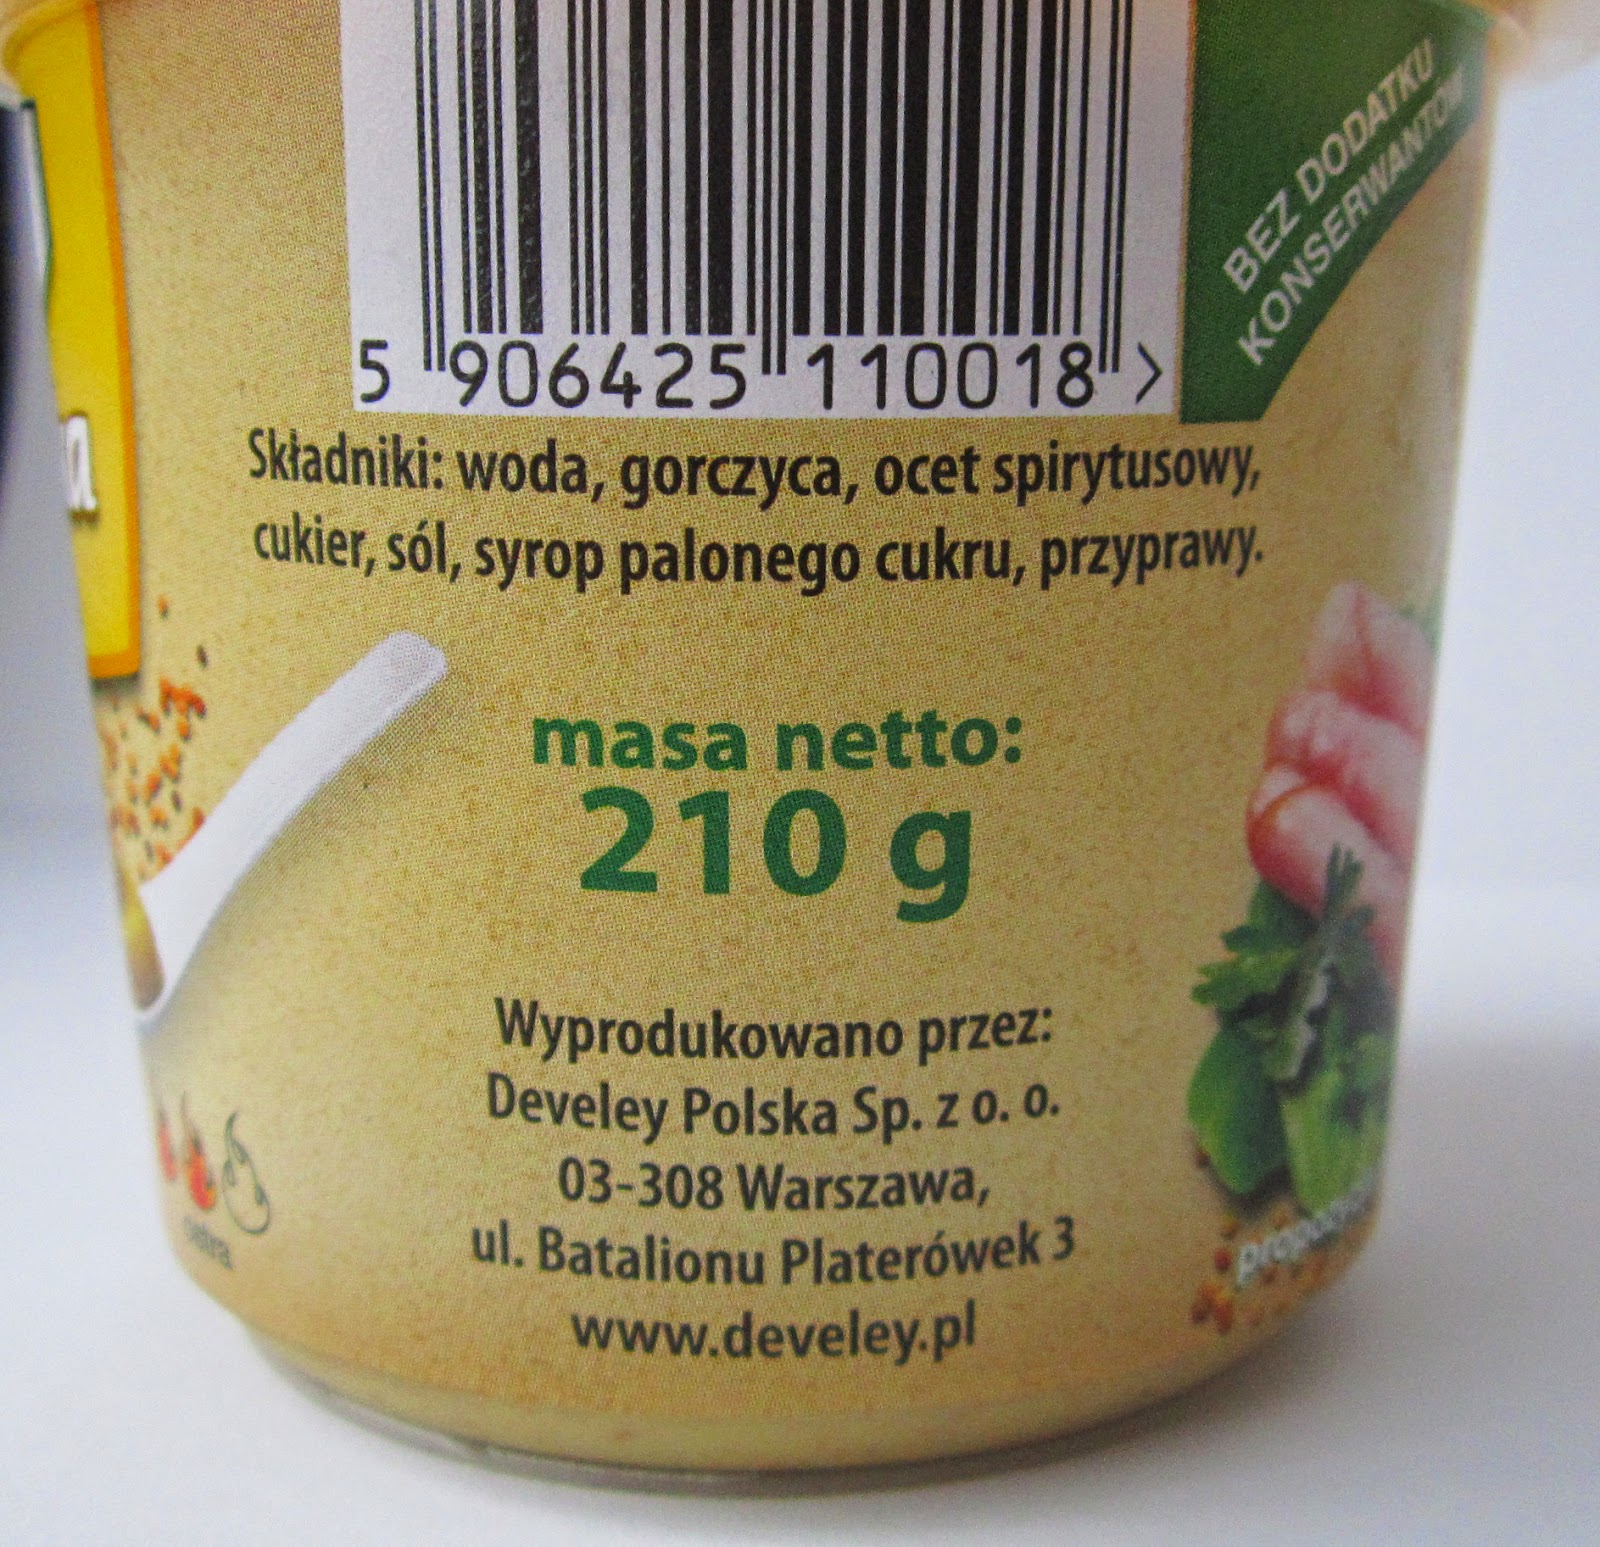 BEZ DODATKU
KONSERWANTÓW
5 906425 110018 >
Składniki: woda, gorczyca, ocet spirytusowy,
cukier, sól, syrop palonego cukru, przyprawy.
masa netto:
210 g
Wyprodukowano przez:
Develey Polska Sp. z o. o.
03-308 Warszawa,
ul. Batalionu Platerówek 3
www.develey.pl
ostra